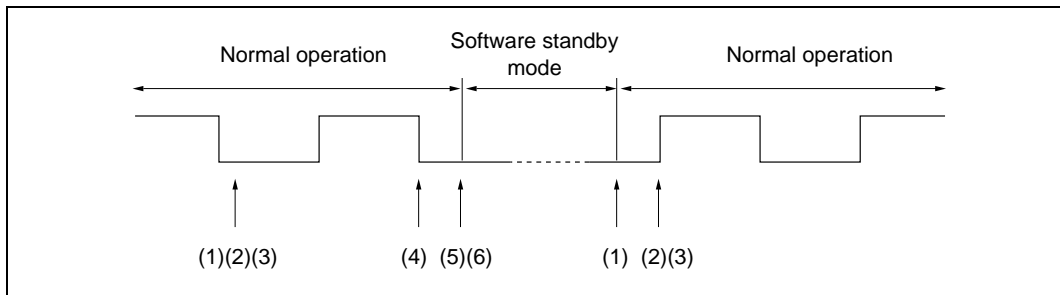 Normal operation
Software standby
mode
Normal operation
(1)(2)(3)
(4)
(5)(6)
(1)
(2)(3)